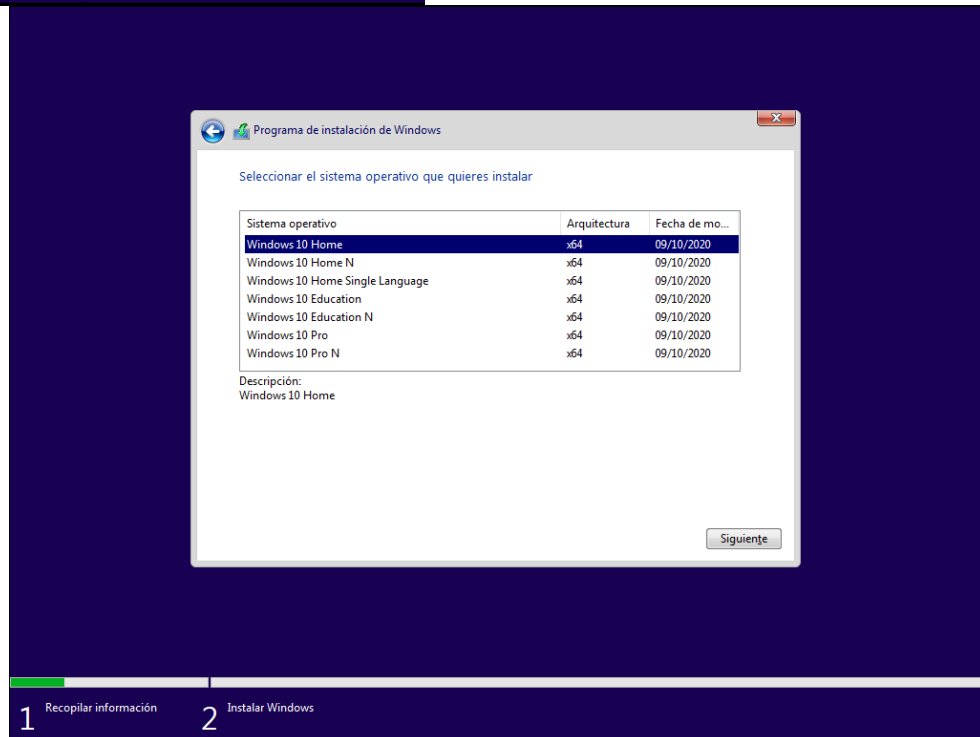 Programa de instalación de Windows
Seleccionar el sistema operativo que quieres instalar
Sistema operativo Arquitectura Fecha de mo...
Windows 10 Home x64 09/10/2020
Windows 10 Home N x64 09/10/2020
Windows 10 Home Single Language x64 09/10/2020
Windows 10 Education x64 09/10/2020
Windows 10 Education N x64 09/10/2020
Windows 10 Pro x64 09/10/2020
Windows 10 Pro N x64 09/10/2020
Descripción:
Windows 10 Home
Siguiente
1 Recopilar información 2 Instalar Windows